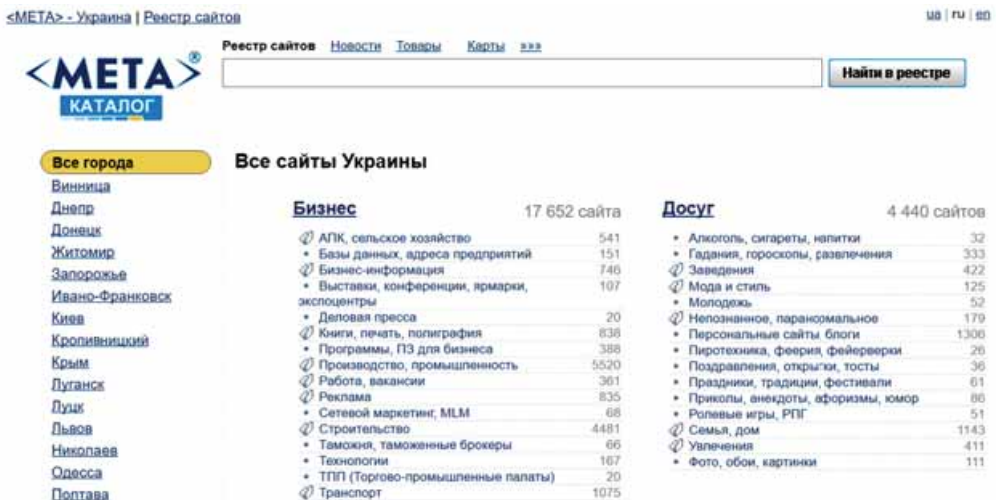 <META> - Украина | Реестр сайтов
ua | ru | en
Реестр сайтов Новости Товары Карты »»»
<META>®
КАТАЛОГ
Найти в реестре
Все города
Винница
Днепр
Донецк
Житомир
Запорожье
Ивано-Франковск
Киев
Кропивницкий
Крым
Луганск
Луцк
Львов
Николаев
Одесса
Полтава
Все сайты Украины
Бизнес 17 652 сайта
АПК, сельское хозяйство 541
Базы данных, адреса предприятий 151
Бизнес-информация 746
Выставки, конференции, ярмарки, 107
экспоцентры
Деловая пресса 20
Книги, печать, полиграфия 838
Программы, ПЗ для бизнеса 388
Производство, промышленность 5520
Работа, вакансии 361
Реклама 835
Сетевой маркетинг, MLM 68
Строительство 4481
Таможня, таможенные брокеры 66
Технологии 167
ТПП (Торгово-промышленные палаты) 20
Транспорт 1075
Досуг 4 440 сайтов
Алкоголь, сигареты, напитки 32
Гадания, гороскопы, развлечения 333
Заведения 422
Мода и стиль 125
Молодежь 52
Непознанное, паранормальное 179
Персональные сайты, блоги 1306
Пиротехника, феерия, фейерверки 26
Поздравления, открытки, тосты 36
Праздники, традиции, фестивали 61
Приколы, анекдоты, афоризмы, юмор 86
Ролевые игры, РПГ 51
Семья, дом 1143
Увлечения 411
Фото, обои, картинки 111